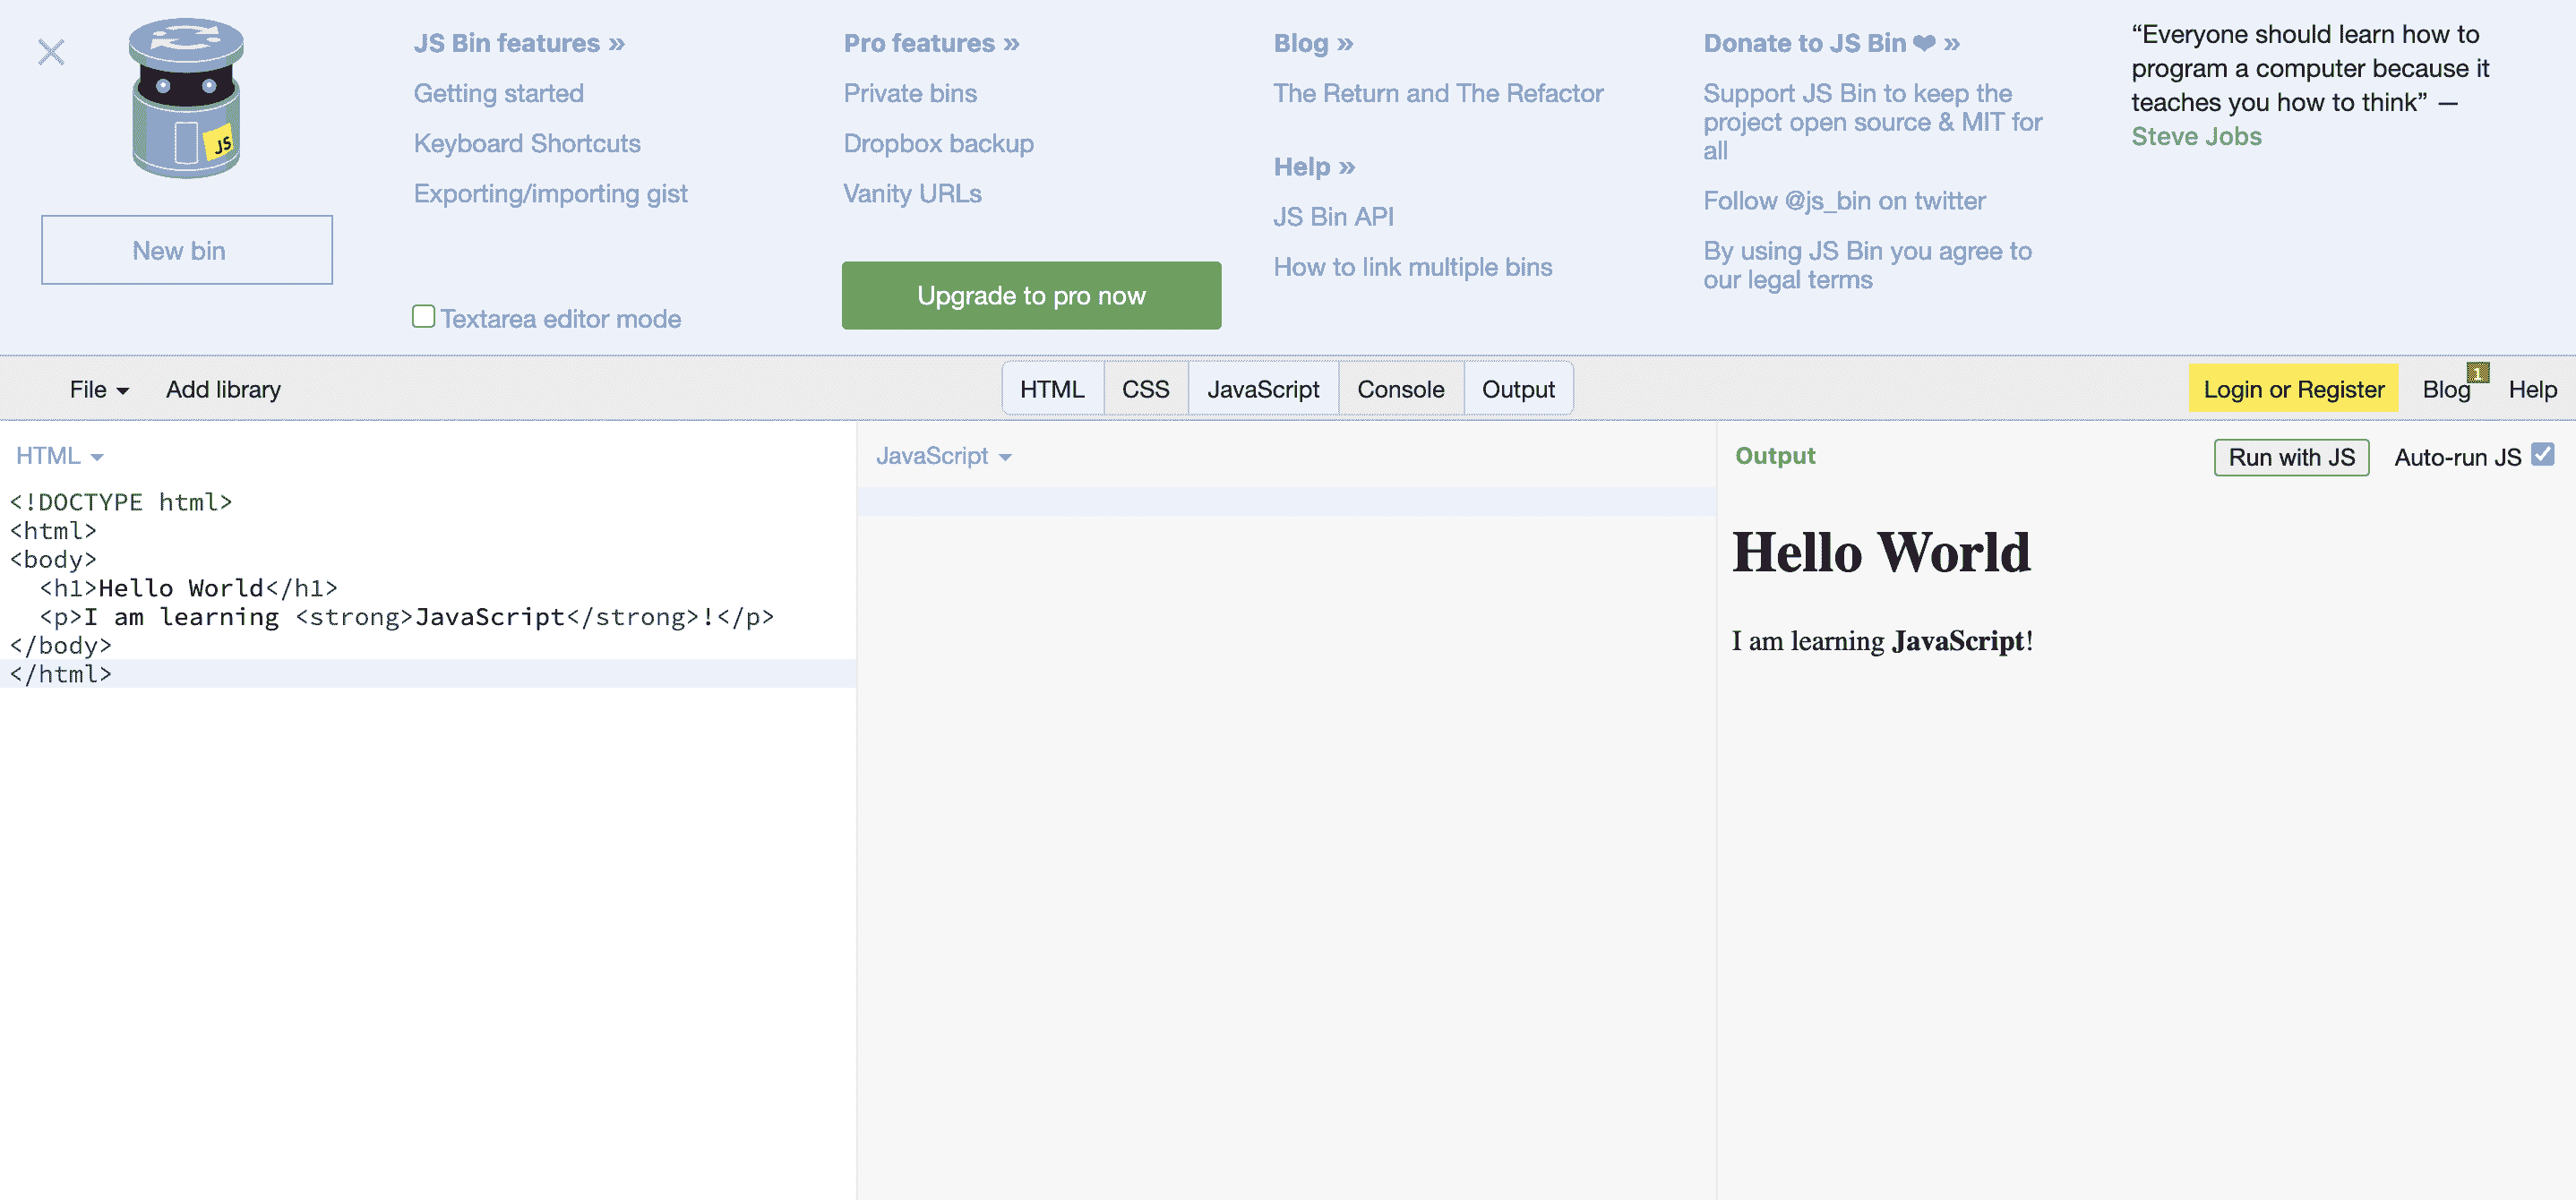 JS
New bin
JS Bin features »
Getting started
Keyboard Shortcuts
Exporting/importing gist
Textarea editor mode
Pro features »
Private bins
Dropbox backup
Vanity URLs
Upgrade to pro now
Blog »
The Return and The Refactor
Help »
JS Bin API
How to link multiple bins
Donate to JS Bin ❤ »
Support JS Bin to keep the
project open source & MIT for
all
Follow @js_bin on twitter
By using JS Bin you agree to
our legal terms
“Everyone should learn how to
program a computer because it
teaches you how to think” —
Steve Jobs
File Add library HTML CSS JavaScript Console Output Login or Register Blog 1 Help
HTML
<!DOCTYPE html>
<html>
<body>
  <h1>Hello World</h1>
  <p>I am learning <strong>JavaScript</strong>!</p>
</body>
</html>
JavaScript
Output Run with JS Auto-run JS
Hello World
I am learning JavaScript!